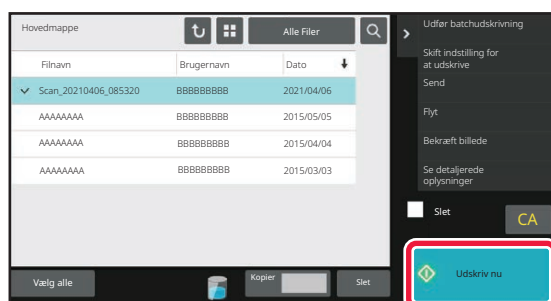 Hovedmappe
Alle Filer
Filnavn Brugernavn Dato
Scan_20210406_085320 BBBBBBBBB 2021/04/06
AAAAAAAA BBBBBBBBB 2015/05/05
AAAAAAAA BBBBBBBBB 2015/04/04
AAAAAAAA BBBBBBBBB 2015/03/03
Vælg alle
Kopier
Slet
Udfør batchudskrivning
Skift indstilling for
at udskrive
Send
Flyt
Bekræft billede
Se detaljerede
oplysninger
Slet
CA
Udskriv nu